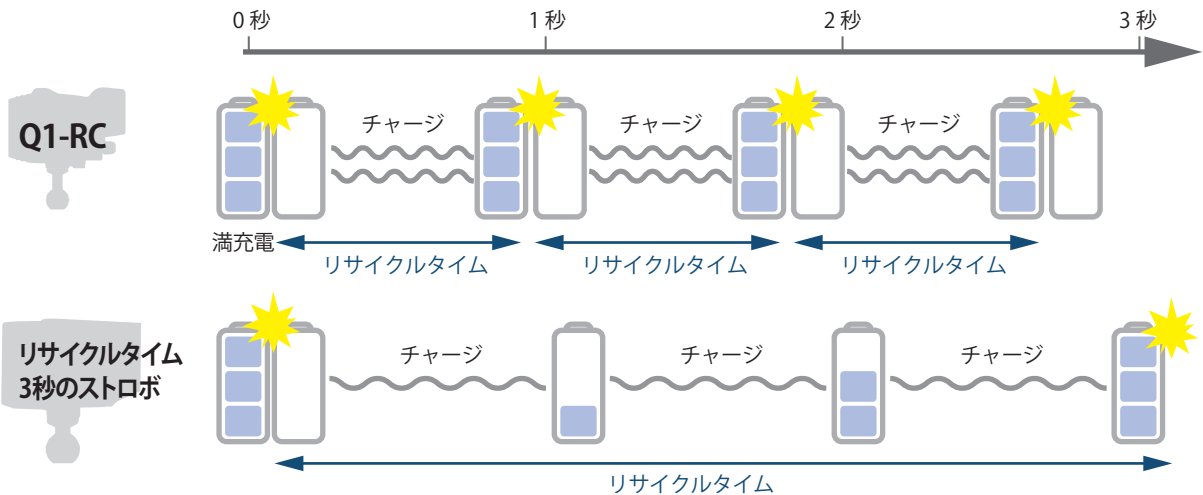 0 秒
1 秒
2 秒
3 秒
Q1-RC
チャージ
チャージ
チャージ
満充電
リサイクルタイム
リサイクルタイム
リサイクルタイム
リサイクルタイム
3秒のストロボ
チャージ
チャージ
チャージ
リサイクルタイム